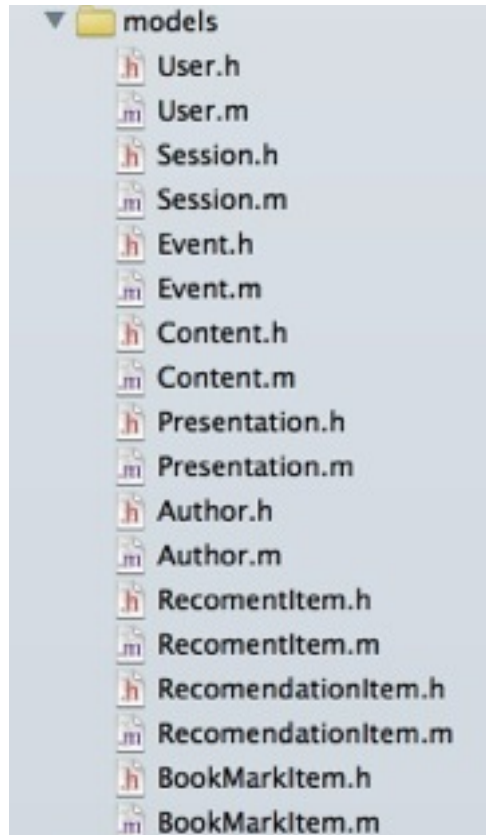 models
h User.h
m User.m
h Session.h
m Session.m
h Event.h
m Event.m
h Content.h
m Content.m
h Presentation.h
m Presentation.m
h Author.h
m Author.m
h RecomentItem.h
m RecomentItem.m
h RecomendationItem.h
m RecomendationItem.m
h BookMarkItem.h
m BookMarkItem.m